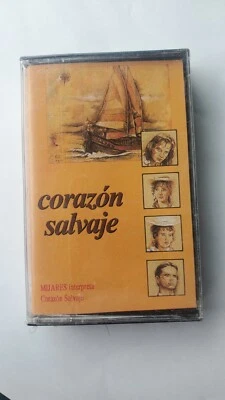 corazón
salvaje
MIJARES interpreta
Corazón Salvaje